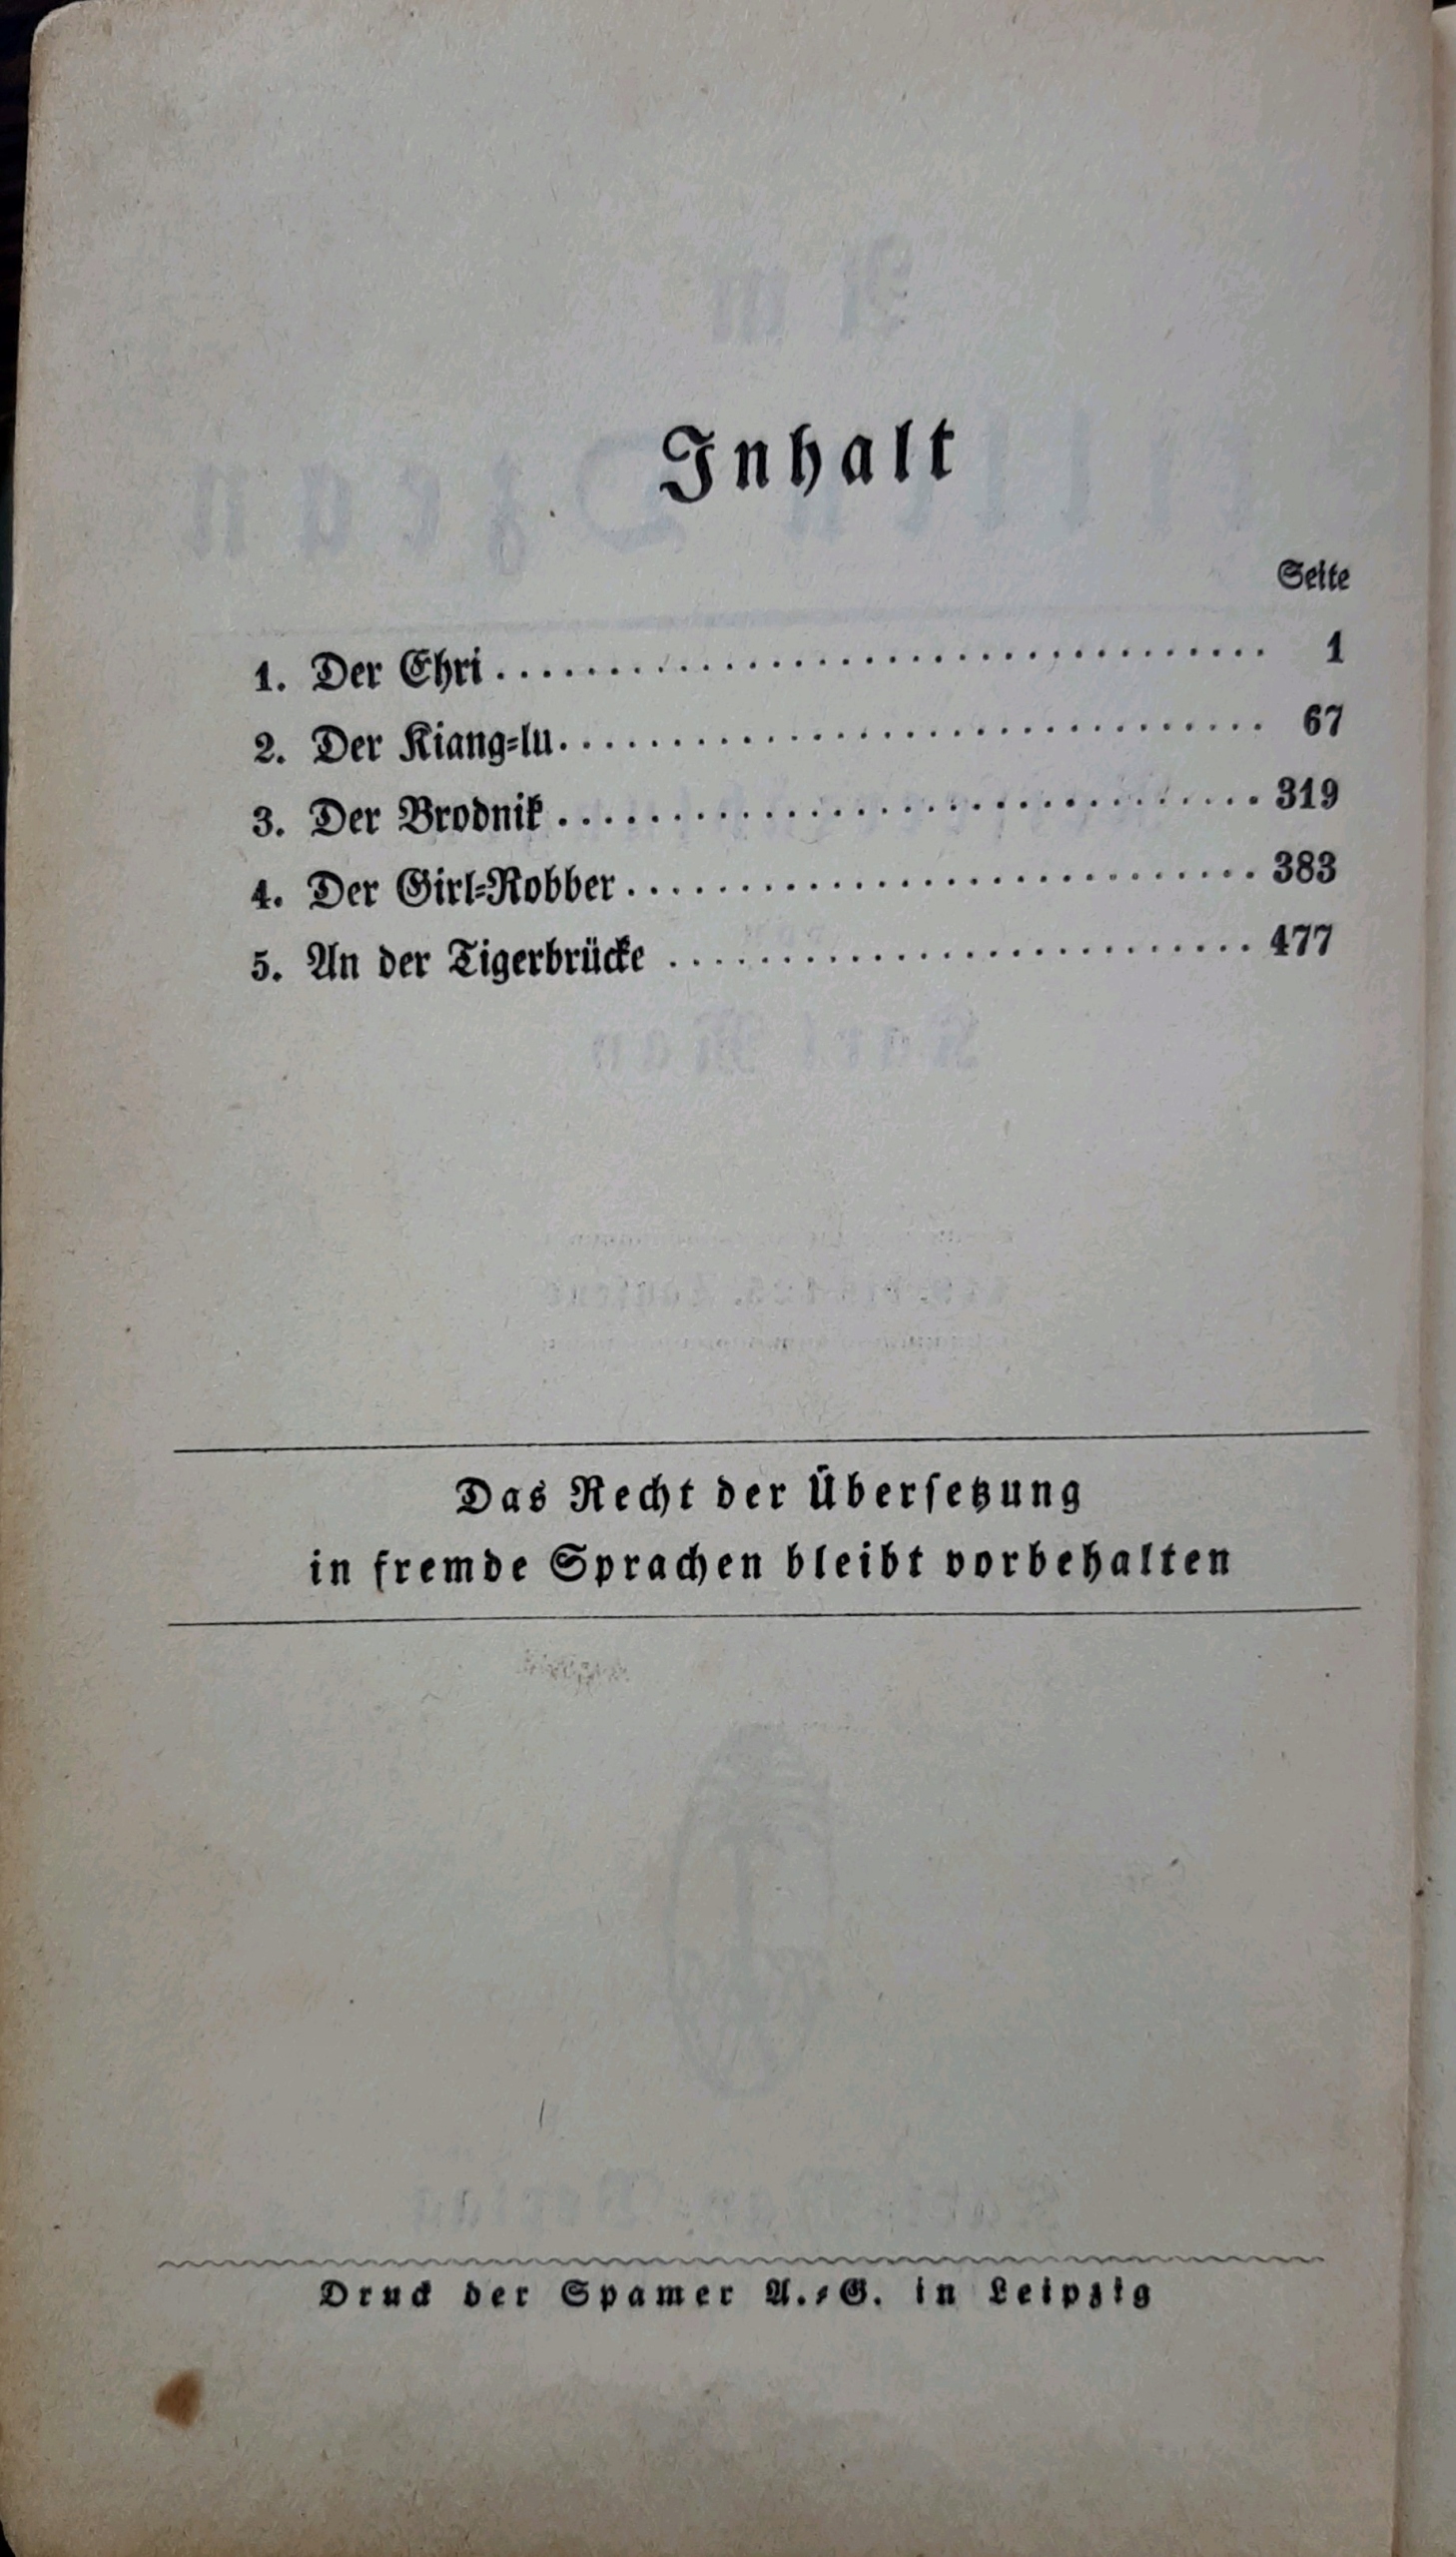 Inhalt
Seite
1. Der Ehri 1
2. Der Kiang-lu 67
3. Der Brodnik 319
4. Der Girl-Robber 383
5. An der Tigerbrücke 477
Das Recht der Übersetzung
in fremde Sprachen bleibt vorbehalten
Druck der Spamer A.-G. in Leipzig